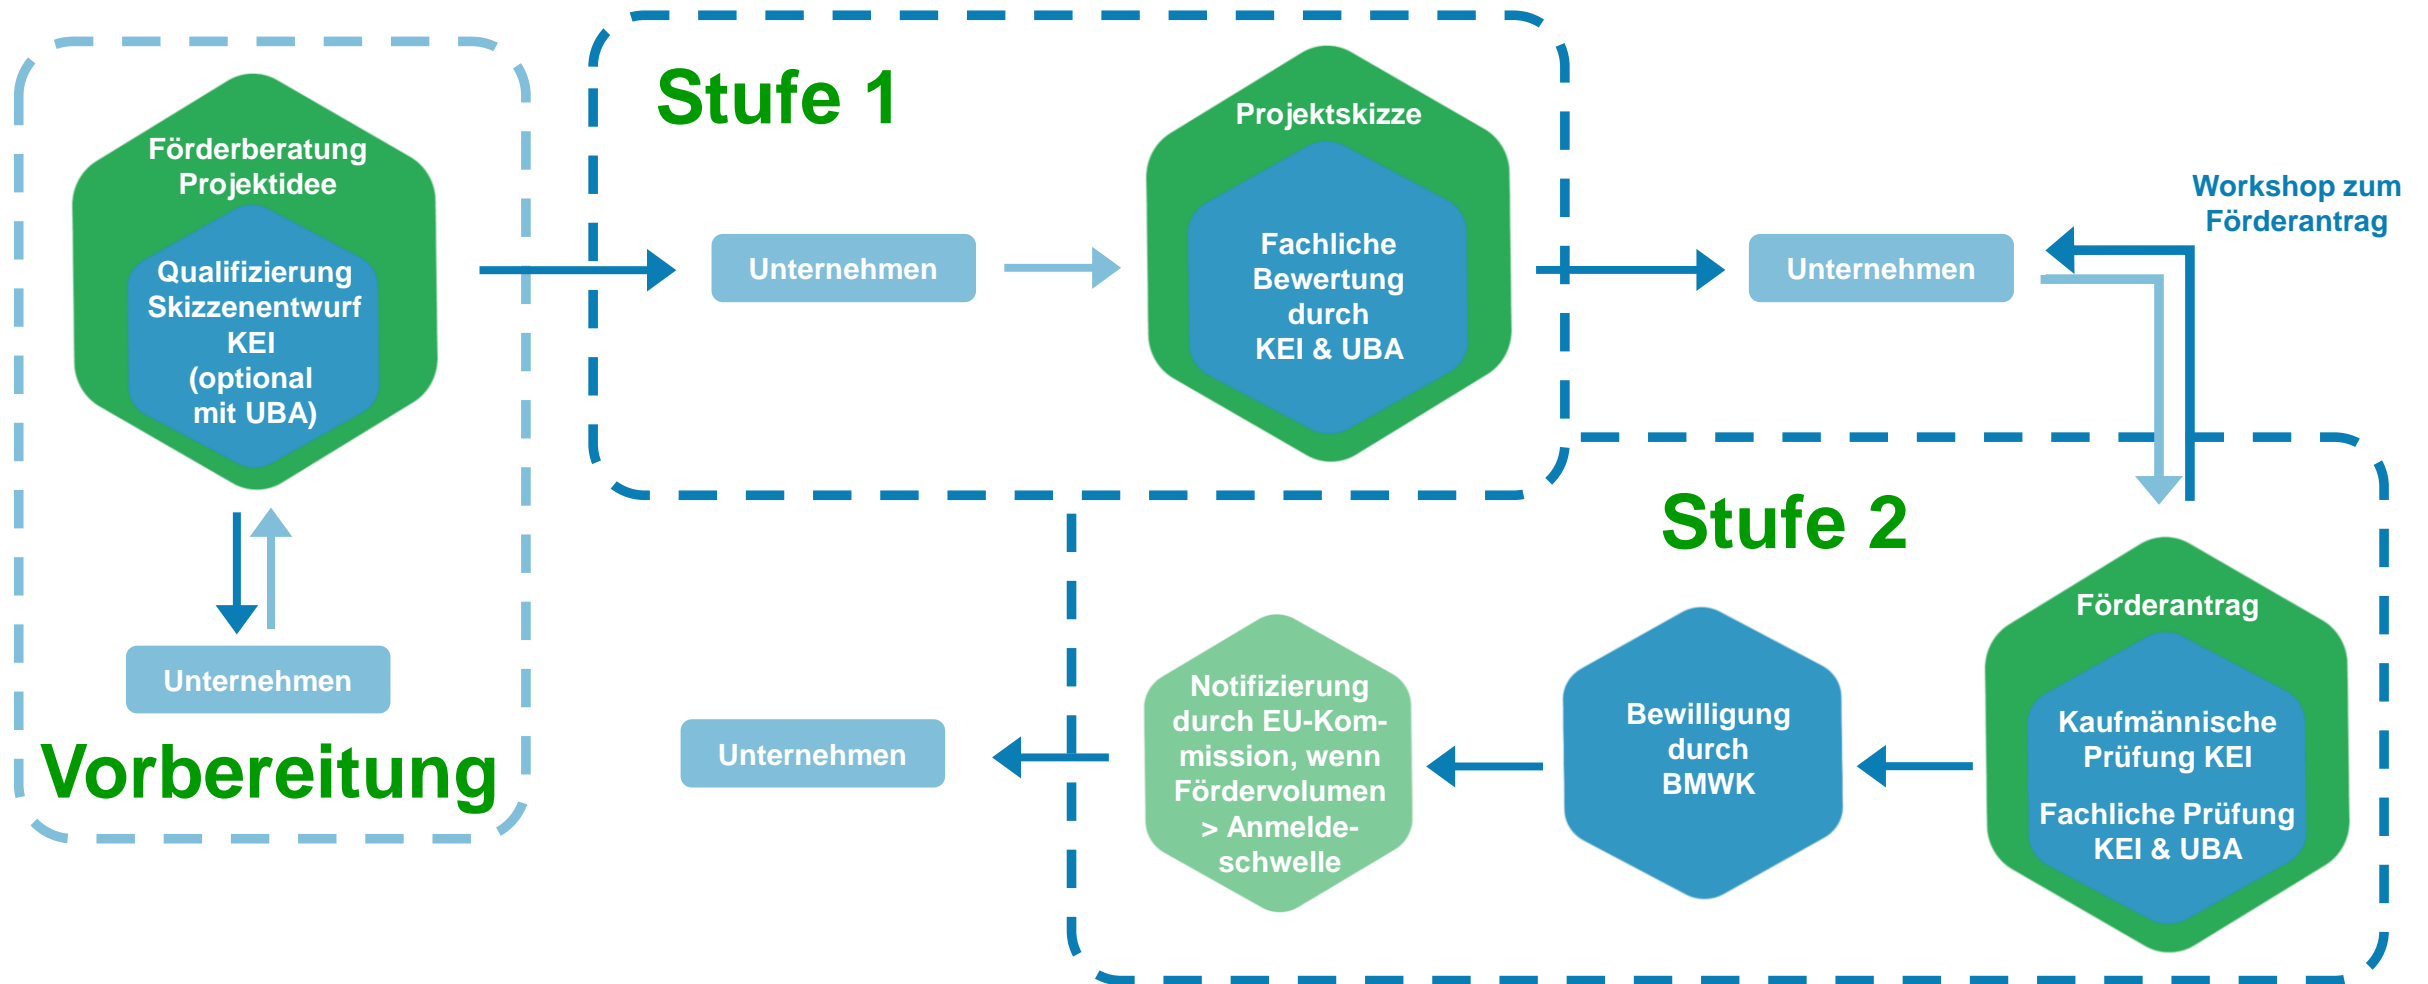 Förderberatung
Projektidee
Qualifizierung
Skizzenentwurf
KEI
(optional
mit UBA)
Unternehmen
Vorbereitung
Stufe 1
Unternehmen
Projektskizze
Fachliche
Bewertung
durch
KEI & UBA
Unternehmen
Workshop zum
Förderantrag
Stufe 2
Förderantrag
Kaufmännische
Prüfung KEI
Fachliche Prüfung
KEI & UBA
Bewilligung
durch
BMWK
Notifizierung
durch EU-Kom-
mission, wenn
Fördervolumen
> Anmelde-
schwelle
Unternehmen